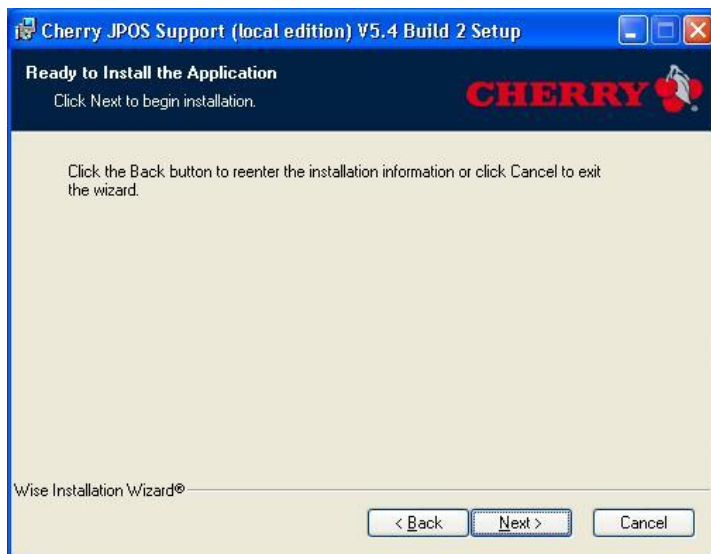 Cherry JPOS Support (local edition) V5.4 Build 2 Setup
Ready to Install the Application
Click Next to begin installation.
CHERRY
Click the Back button to reenter the installation information or click Cancel to exit
the wizard.
Wise Installation Wizard®
< Back
Next >
Cancel